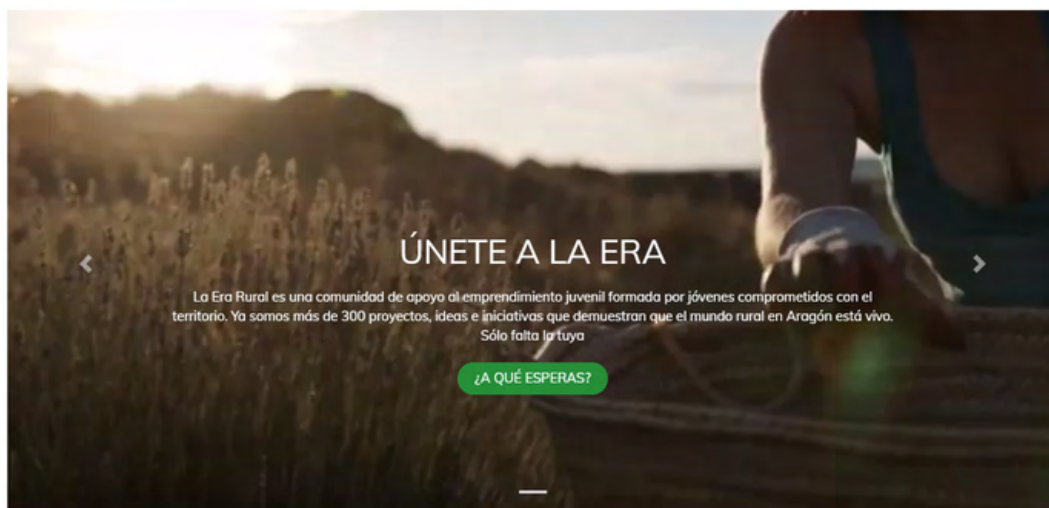 ÚNETE A LA ERA
La Era Rural es una comunidad de apoyo al emprendimiento juvenil formada por jóvenes comprometidos con el
territorio. Ya somos más de 300 proyectos, ideas e iniciativas que demuestran que el mundo rural en Aragón está vivo.
Sólo falta la tuya
¿A QUÉ ESPERAS?